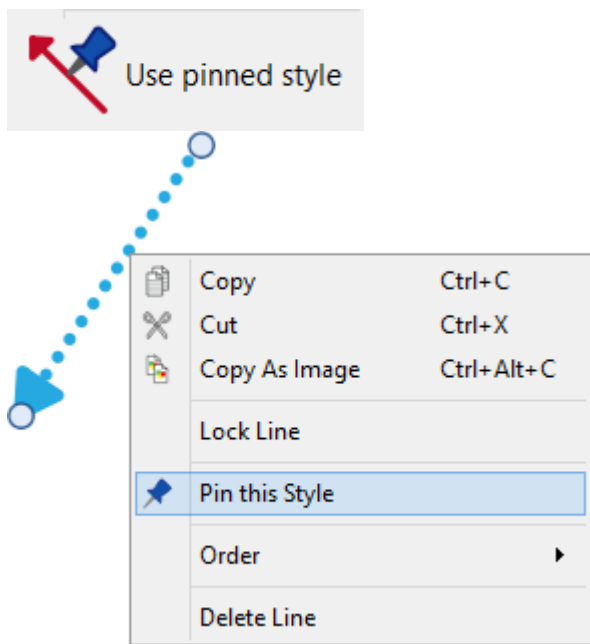 Use pinned style
Copy Ctrl+C
Cut Ctrl+X
Copy As Image Ctrl+Alt+C
Lock Line
Pin this Style
Order
Delete Line